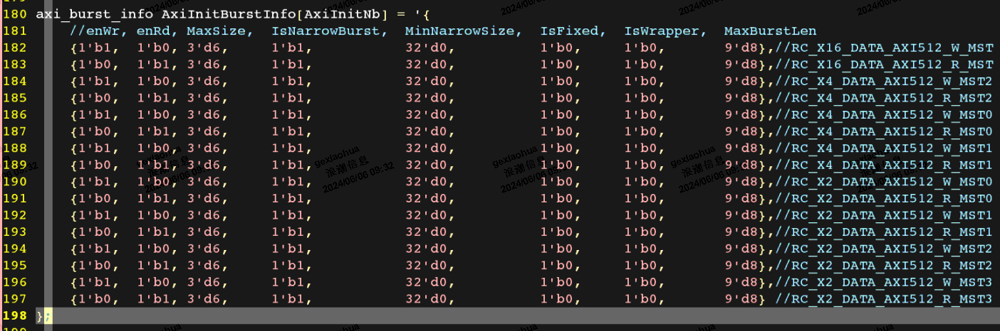 180 axi_burst_info AxiInitBurstInfo[AxiInitNb] = '{
181 //enWr, enRd, MaxSize, IsNarrowBurst, MinNarrowSize, IsFixed, IsWrapper, MaxBurstLen
182 {1'b1, 1'b0, 3'd6, 1'b1, 32'd0, 1'b0, 1'b0, 9'd8},//RC_X16_DATA_AXI512_W_MST
183 {1'b0, 1'b1, 3'd6, 1'b1, 32'd0, 1'b0, 1'b0, 9'd8},//RC_X16_DATA_AXI512_R_MST
184 {1'b1, 1'b0, 3'd6, 1'b1, 32'd0, 1'b0, 1'b0, 9'd8},//RC_X4_DATA_AXI512_W_MST2
185 {1'b0, 1'b1, 3'd6, 1'b1, 32'd0, 1'b0, 1'b0, 9'd8},//RC_X4_DATA_AXI512_R_MST2
186 {1'b1, 1'b0, 3'd6, 1'b1, 32'd0, 1'b0, 1'b0, 9'd8},//RC_X4_DATA_AXI512_W_MST0
187 {1'b0, 1'b1, 3'd6, 1'b1, 32'd0, 1'b0, 1'b0, 9'd8},//RC_X4_DATA_AXI512_R_MST0
188 {1'b1, 1'b0, 3'd6, 1'b1, 32'd0, 1'b0, 1'b0, 9'd8},//RC_X4_DATA_AXI512_W_MST1
189 {1'b0, 1'b1, 3'd6, 1'b1, 32'd0, 1'b0, 1'b0, 9'd8},//RC_X4_DATA_AXI512_R_MST1
190 {1'b1, 1'b0, 3'd6, 1'b1, 32'd0, 1'b0, 1'b0, 9'd8},//RC_X2_DATA_AXI512_W_MST0
191 {1'b0, 1'b1, 3'd6, 1'b1, 32'd0, 1'b0, 1'b0, 9'd8},//RC_X2_DATA_AXI512_R_MST0
192 {1'b1, 1'b0, 3'd6, 1'b1, 32'd0, 1'b0, 1'b0, 9'd8},//RC_X2_DATA_AXI512_W_MST1
193 {1'b0, 1'b1, 3'd6, 1'b1, 32'd0, 1'b0, 1'b0, 9'd8},//RC_X2_DATA_AXI512_R_MST1
194 {1'b1, 1'b0, 3'd6, 1'b1, 32'd0, 1'b0, 1'b0, 9'd8},//RC_X2_DATA_AXI512_W_MST2
195 {1'b0, 1'b1, 3'd6, 1'b1, 32'd0, 1'b0, 1'b0, 9'd8},//RC_X2_DATA_AXI512_R_MST2
196 {1'b1, 1'b0, 3'd6, 1'b1, 32'd0, 1'b0, 1'b0, 9'd8},//RC_X2_DATA_AXI512_W_MST3
197 {1'b0, 1'b1, 3'd6, 1'b1, 32'd0, 1'b0, 1'b0, 9'd8} //RC_X2_DATA_AXI512_R_MST3
198 };
gexiaohua
浪潮信息
2024/06/06 09:32